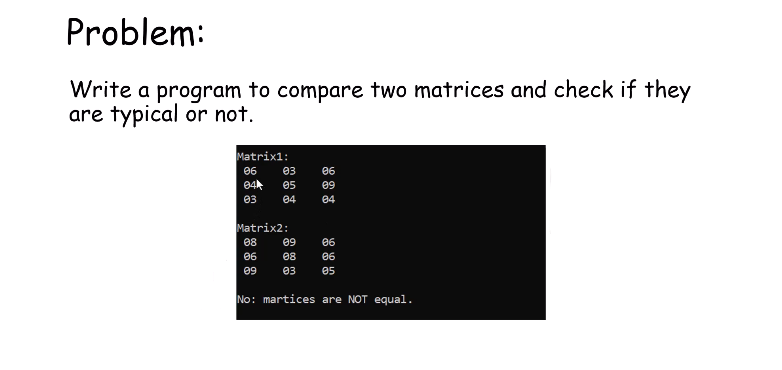 Problem:
Write a program to compare two matrices and check if they
are typical or not.
Matrix1:
06 03 06
04 05 09
03 04 04
Matrix2:
08 09 06
06 08 06
09 03 05
No: martices are NOT equal.